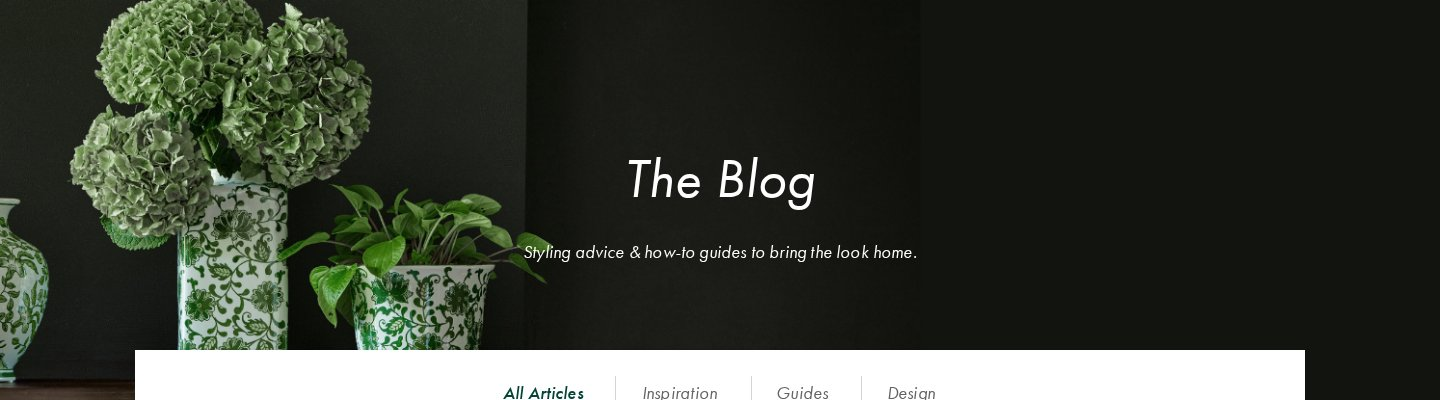 The Blog
Styling advice & how-to guides to bring the look home.
All Articles
Inspiration
Guides
Design